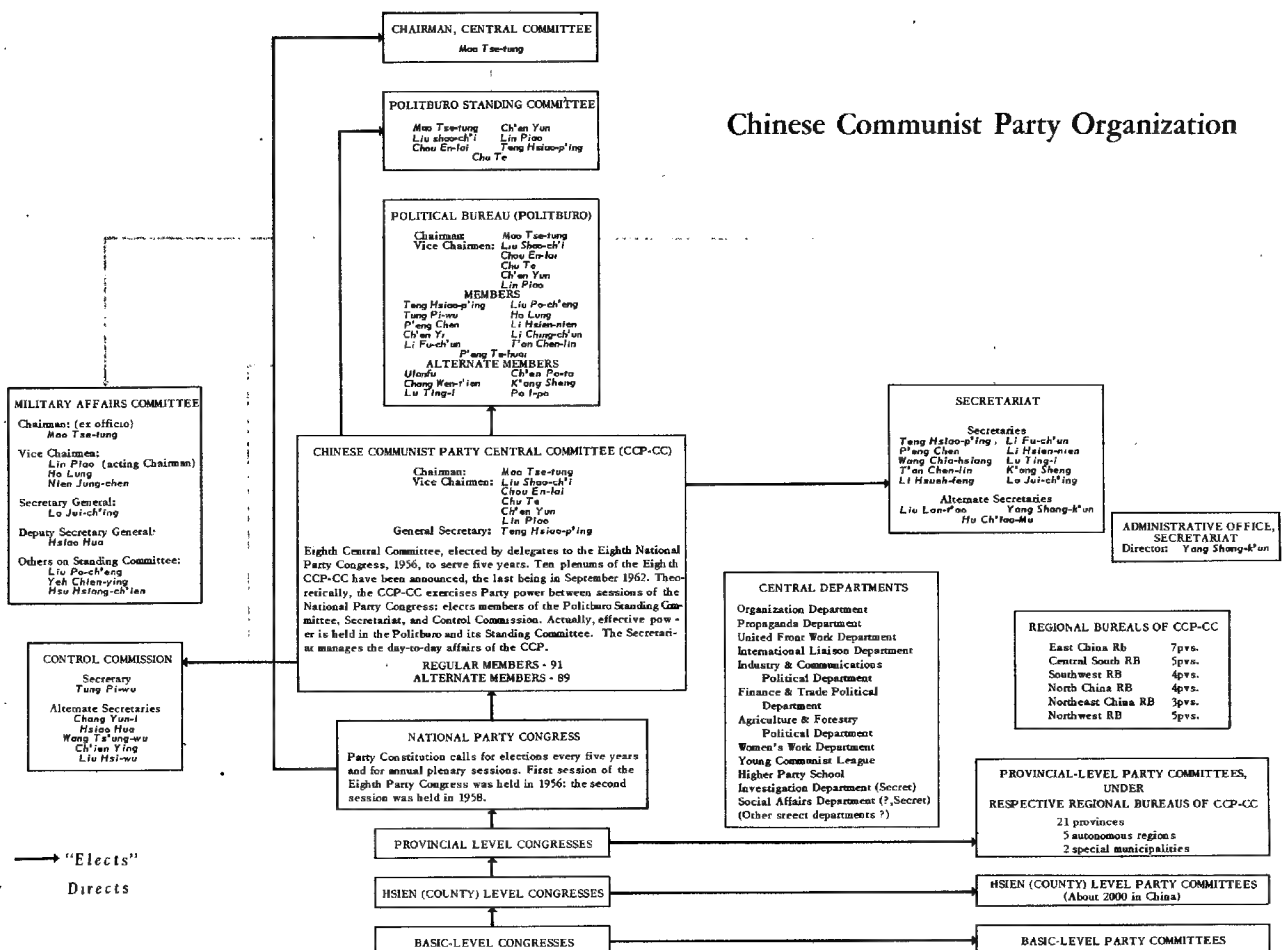 Chinese Communist Party Organization
CHAIRMAN, CENTRAL COMMITTEE
Mao Tse-tung
POLITBURO STANDING COMMITTEE
Mao Tse-tung Ch'en Yun
Liu shao-ch'i Lin Piao
Chou En-lai Teng Hsiao-p'ing
Chu Te
POLITICAL BUREAU (POLITBURO)
Chairman: Mao Tse-tung
Vice Chairmen: Liu Shao-ch'i
Chou En-lai
Chu Te
Ch'en Yun
Lin Piao
MEMBERS
Teng Hsiao-p'ing Liu Po-ch'eng
Tung Pi-wu Ho Lung
P'eng Chen Li Hsien-nien
Ch'en Yi Li Ching-ch'un
Li Fu-ch'un T'an Chen-lin
P'eng Te-huai
ALTERNATE MEMBERS
Ulanfu Ch'en Po-ta
Chang Wen-t'ien K'ang Sheng
Lu Ting-i Po I-po
MILITARY AFFAIRS COMMITTEE
Chairman: (ex officio)
Mao Tse-tung
Vice Chairmen:
Lin Piao (acting Chairman)
Ho Lung
Nien Jung-chen
Secretary General:
Lo Jui-ch'ing
Deputy Secretary General:
Hsiao Hua
Others on Standing Committee:
Liu Po-ch'eng
Yeh Chien-ying
Hsu Hsiang-ch'ien
CHINESE COMMUNIST PARTY CENTRAL COMMITTEE (CCP-CC)
Chairman: Mao Tse-tung
Vice Chairmen: Liu Shao-ch'i
Chou En-lai
Chu Te
Ch'en Yun
Lin Piao
General Secretary: Teng Hsiao-p'ing
Eighth Central Committee, elected by delegates to the Eighth National
Party Congress, 1956, to serve five years. Ten plenums of the Eighth
CCP-CC have been announced, the last being in September 1962. Theo-
retically, the CCP-CC exercises Party power between sessions of the
National Party Congress; elects members of the Politburo Standing Com-
mittee, Secretariat, and Control Commission. Actually, effective pow-
er is held in the Politburo and its Standing Committee. The Secretari-
at manages the day-to-day affairs of the CCP.
REGULAR MEMBERS - 91
ALTERNATE MEMBERS - 89
SECRETARIAT
Secretaries
Teng Hsiao-p'ing, Li Fu-ch'un
P'eng Chen Li Hsien-nien
Wang Chia-hsiang Lu Ting-i
T'an Chen-lin K'ang Sheng
Li Hsueh-feng Lo Jui-ch'ing
Alternate Secretaries
Liu Lan-t'ao Yang Shang-k'un
Hu Ch'iao-Mu
ADMINISTRATIVE OFFICE,
SECRETARIAT
Director: Yang Shang-k'un
CONTROL COMMISSION
Secretary
Tung Pi-wu
Alternate Secretaries
Chang Yun-i
Hsiao Hua
Wang Ts'ung-wu
Ch'ien Ying
Liu Hsi-wu
CENTRAL DEPARTMENTS
Organization Department
Propaganda Department
United Front Work Department
International Liaison Department
Industry & Communications
Political Department
Finance & Trade Political
Department
Agriculture & Forestry
Political Department
Women's Work Department
Young Communist League
Higher Party School
Investigation Department (Secret)
Social Affairs Department (?,Secret)
(Other sreect departments ?)
REGIONAL BUREAUS OF CCP-CC
East China Rb 7pvs.
Central South RB 5pvs.
Southwest RB 4pvs.
North China RB 4pvs.
Northeast China RB 3pvs.
Northwest RB 5pvs.
NATIONAL PARTY CONGRESS
Party Constitution calls for elections every five years
and for annual plenary sessions. First session of the
Eighth Party Congress was held in 1956: the second
session was held in 1958.
PROVINCIAL-LEVEL PARTY COMMITTEES,
UNDER
RESPECTIVE REGIONAL BUREAUS OF CCP-CC
21 provinces
5 autonomous regions
2 special municipalities
PROVINCIAL LEVEL CONGRESSES
"Elects"
Directs
HSIEN (COUNTY) LEVEL CONGRESSES
HSIEN (COUNTY) LEVEL PARTY COMMITTEES
(About 2000 in China)
BASIC-LEVEL CONGRESSES
BASIC-LEVEL PARTY COMMITTEES